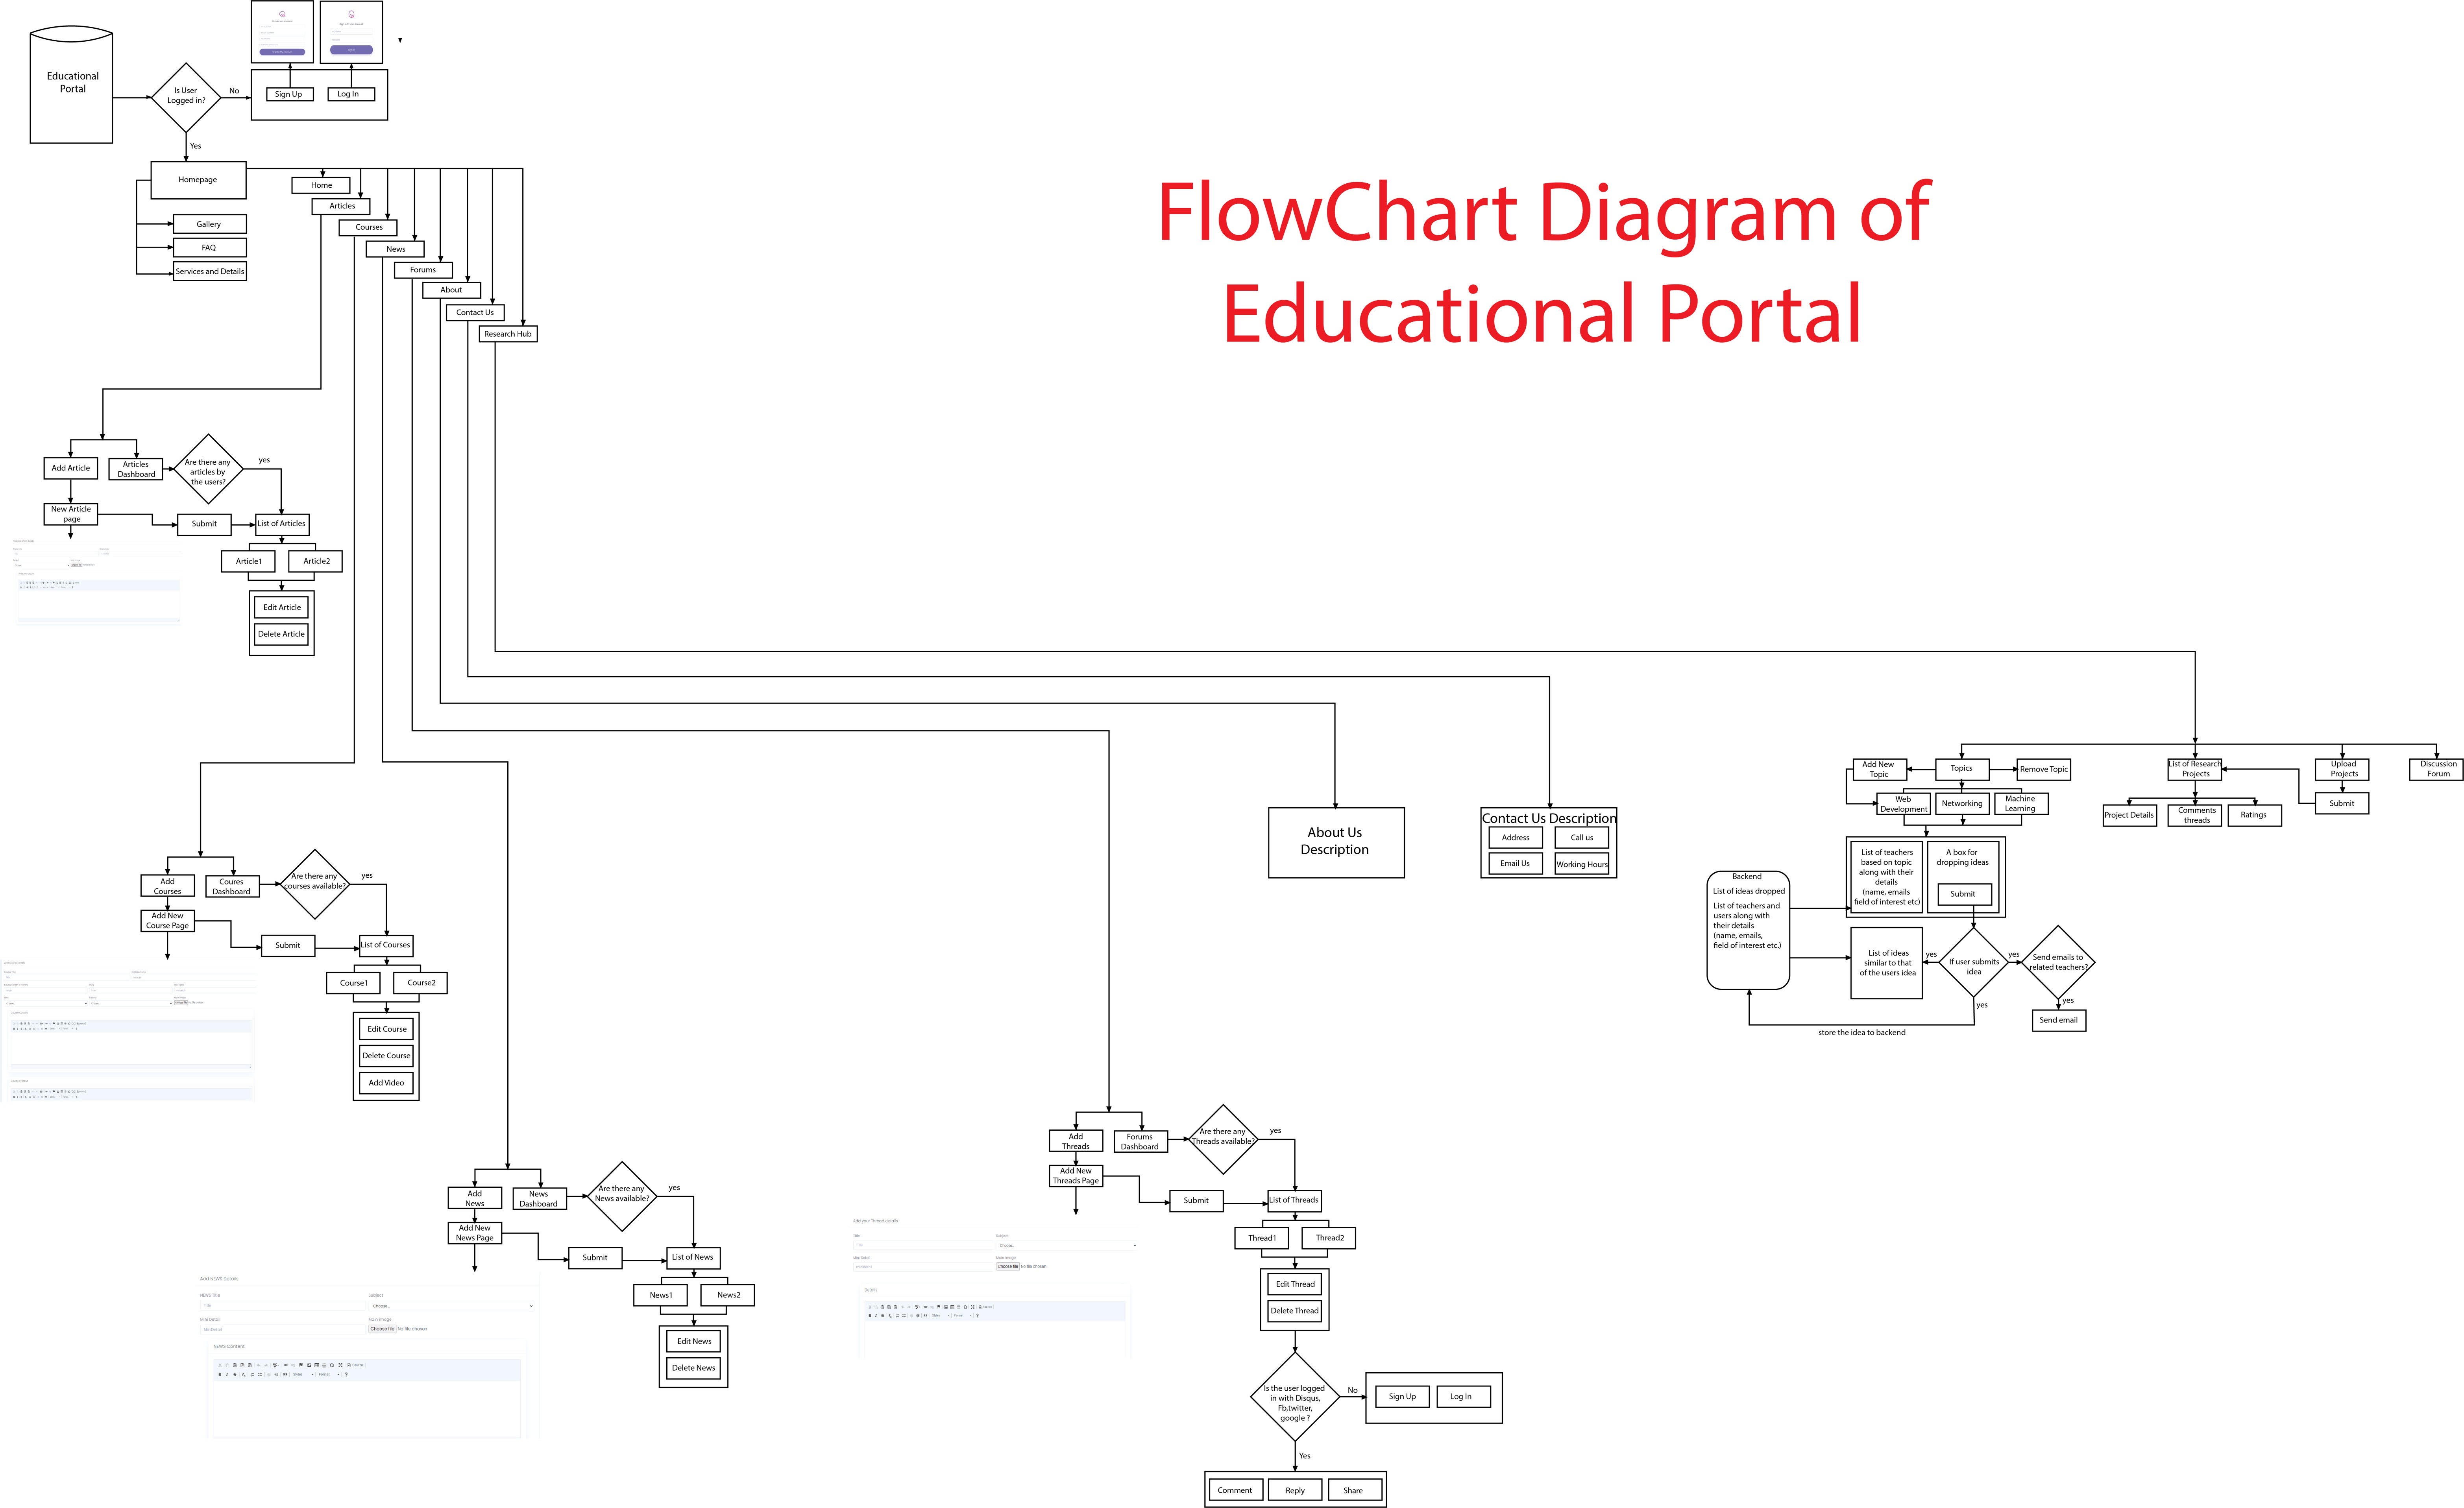 FlowChart Diagram of
Educational Portal
Educational
Portal
Is User
Logged in?
No
Sign Up
Log In
Yes
Homepage
Gallery
FAQ
Services and Details
Home
Articles
Courses
News
Forums
About
Contact Us
Research Hub
Add Article
Articles
Dashboard
Are there any
articles by
the users?
yes
New Article
page
Submit
List of Articles
Article1
Article2
Edit Article
Delete Article
Add
Courses
Coures
Dashboard
Are there any
courses available?
yes
Add New
Course Page
Submit
List of Courses
Course1
Course2
Edit Course
Delete Course
Add Video
Add
News
News
Dashboard
Are there any
News available?
yes
Add New
News Page
Submit
List of News
News1
News2
Edit News
Delete News
Add NEWS Details
NEWS Title
Subject
Title
Choose...
Main Image
Choose file No file chosen
NEWS Content
Add
Threads
Forums
Dashboard
Are there any
Threads available?
yes
Add New
Threads Page
Submit
List of Threads
Thread1
Thread2
Edit Thread
Delete Thread
Is the user logged
in with Disqus,
Fb,twitter,
google ?
No
Sign Up
Log In
Yes
Comment
Reply
Share
Title
Subject
Title
Choose...
Main Image
Choose file No file chosen
About Us
Description
Contact Us Description
Address
Call us
Email Us
Working Hours
Add New
Topic
Topics
Remove Topic
Web
Development
Networking
Machine
Learning
List of teachers
based on topic
along with their
details
(name, emails
field of interest etc)
A box for
dropping ideas
Submit
Backend
List of ideas dropped
List of teachers and
users along with
their details
(name, emails,
field of interest etc.)
List of ideas
similar to that
of the users idea
yes
If user submits
idea
yes
Send emails to
related teachers?
yes
yes
Send email
store the idea to backend
List of Research
Projects
Project Details
Comments
threads
Ratings
Upload
Projects
Submit
Discussion
Forum